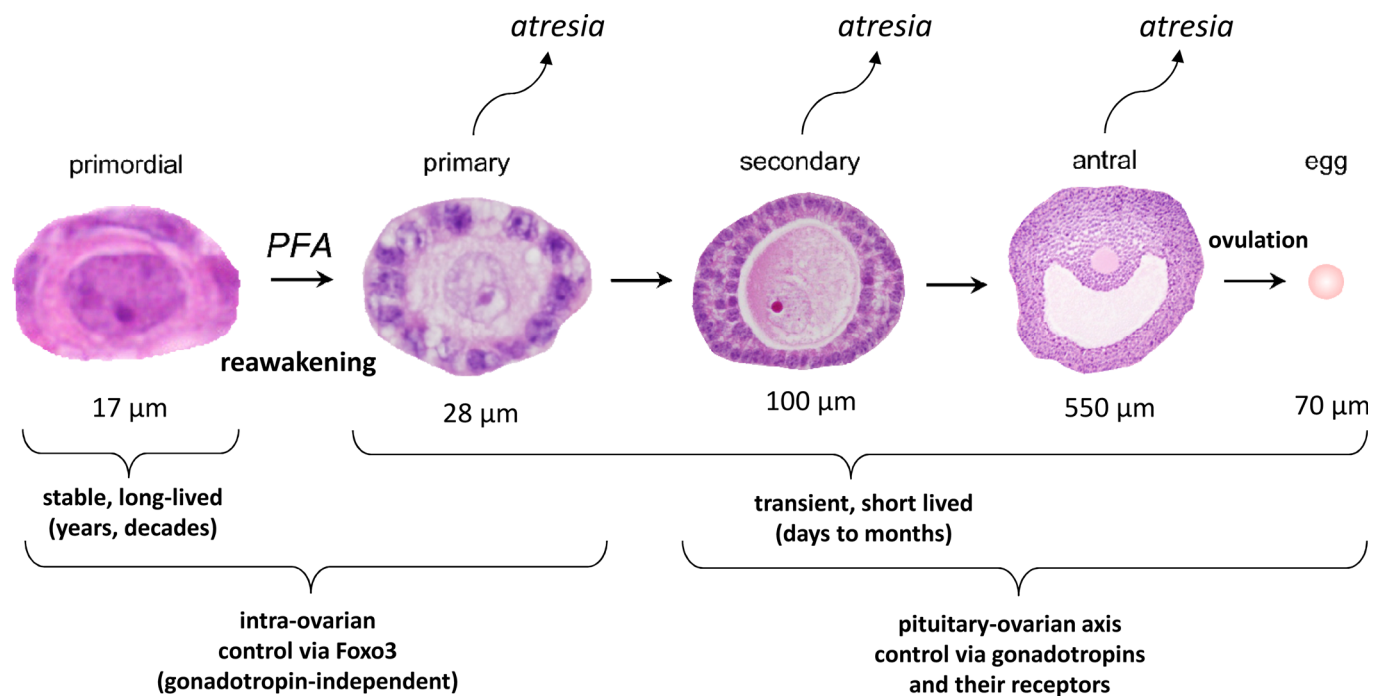 atresia
atresia
atresia
primordial
primary
secondary
antral
egg
PFA
ovulation
reawakening
17 μm
28 μm
100 μm
550 μm
70 μm
stable, long-lived
(years, decades)
transient, short lived
(days to months)
intra-ovarian
control via Foxo3
(gonadotropin-independent)
pituitary-ovarian axis
control via gonadotropins
and their receptors